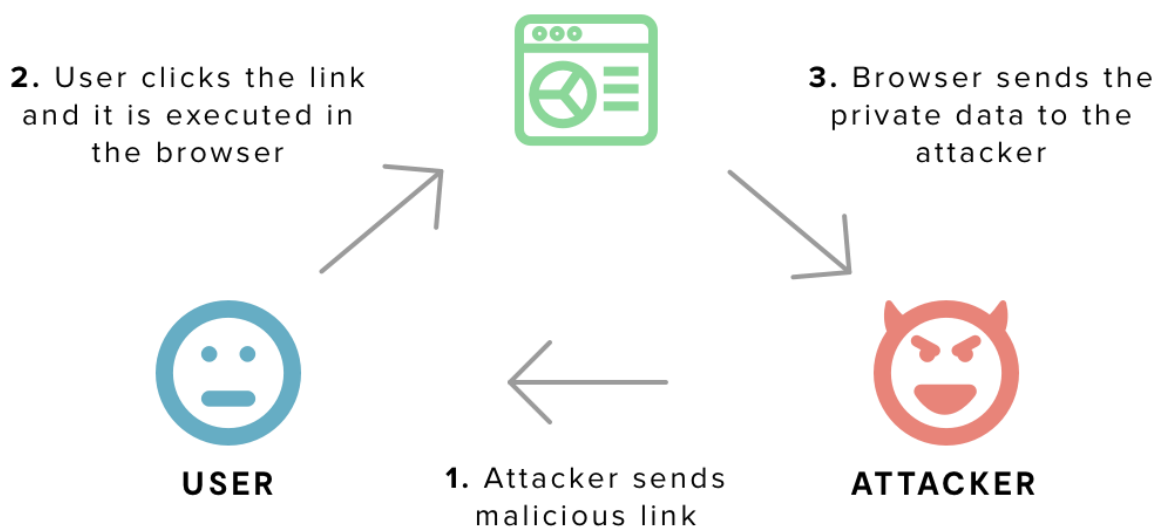 2. User clicks the link
and it is executed in
the browser
3. Browser sends the
private data to the
attacker
USER
1. Attacker sends
malicious link
ATTACKER